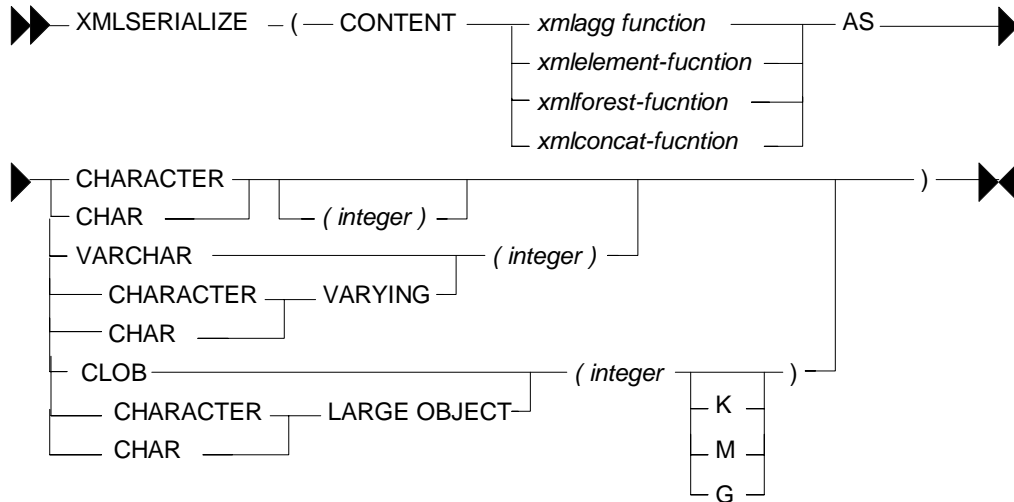 XMLSERIALIZE ( CONTENT xmlagg function AS
xmlelement-fucntion
xmlforest-fucntion
xmlconcat-fucntion
CHARACTER )
CHAR ( integer )
VARCHAR ( integer )
CHARACTER VARYING
CHAR
CLOB ( integer )
CHARACTER LARGE OBJECT K
CHAR M
G